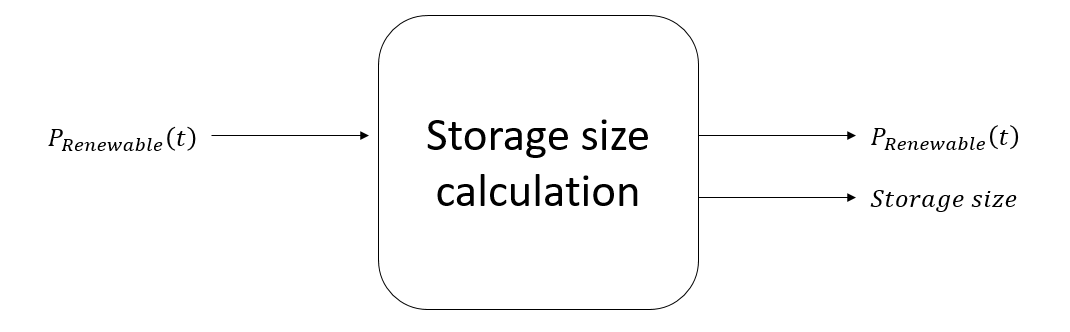 P_Renewable(t)
Storage size
calculation
P_Renewable(t)
Storage size